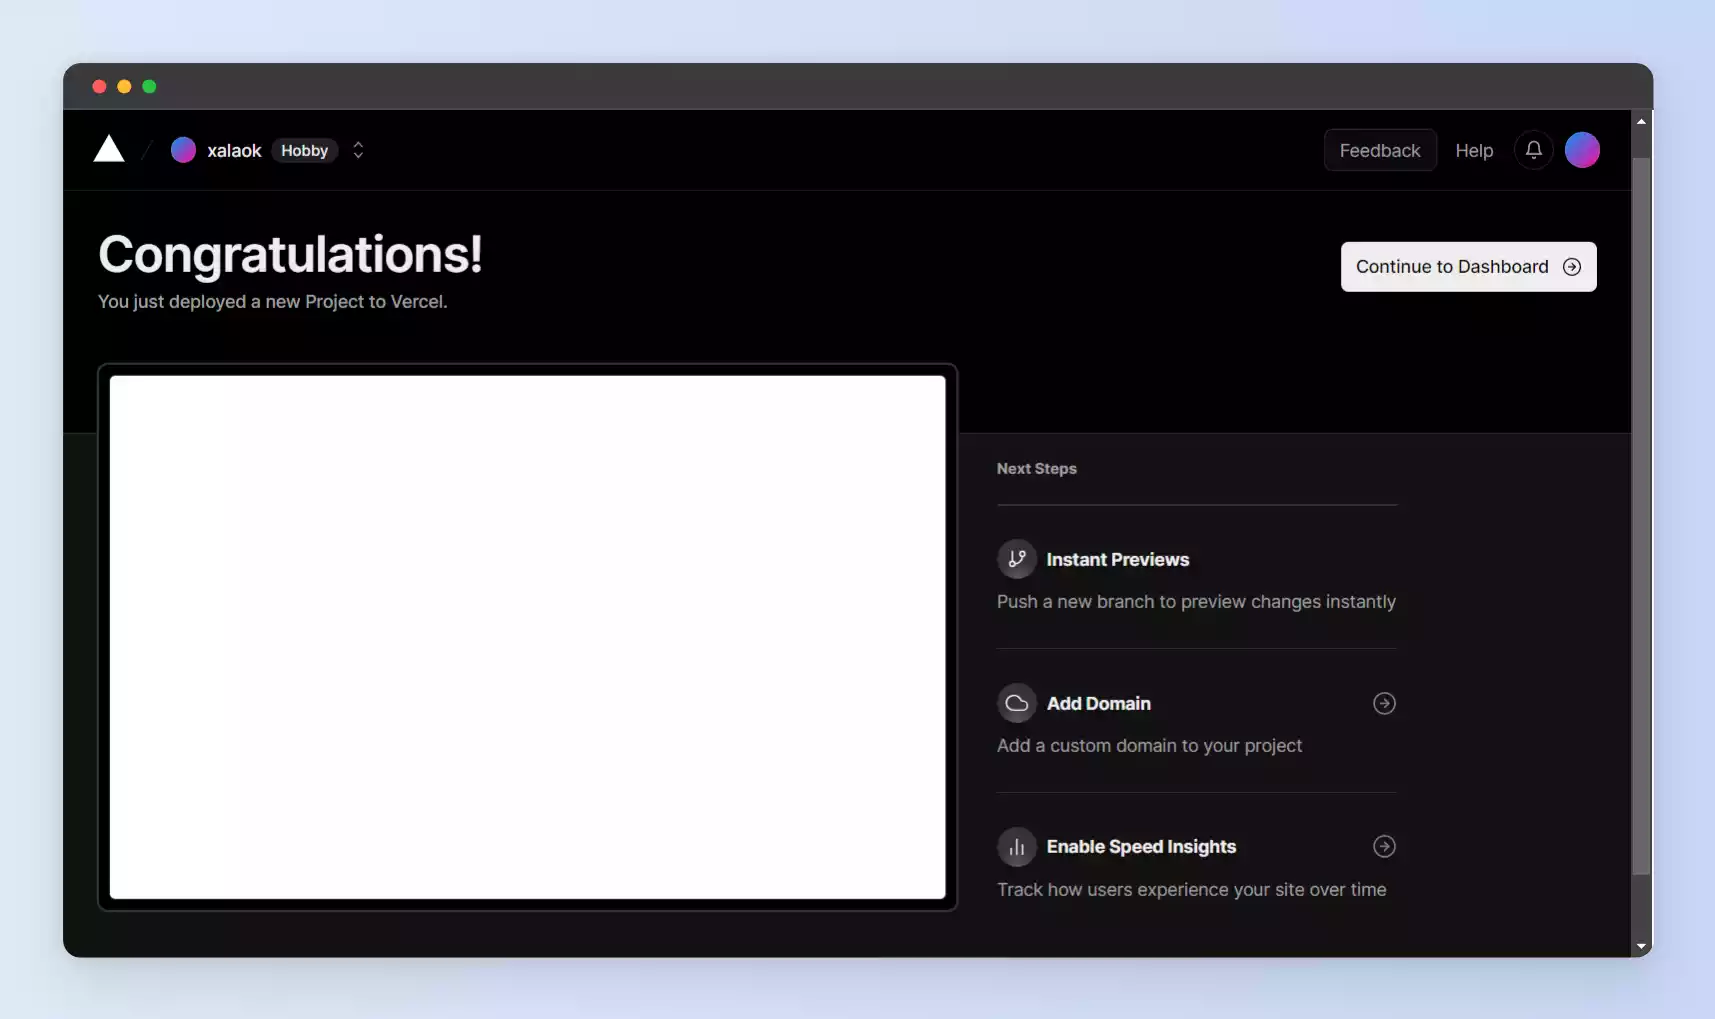 xalaok Hobby
Feedback Help
Congratulations!
You just deployed a new Project to Vercel.
Continue to Dashboard
Next Steps
Instant Previews
Push a new branch to preview changes instantly
Add Domain
Add a custom domain to your project
Enable Speed Insights
Track how users experience your site over time